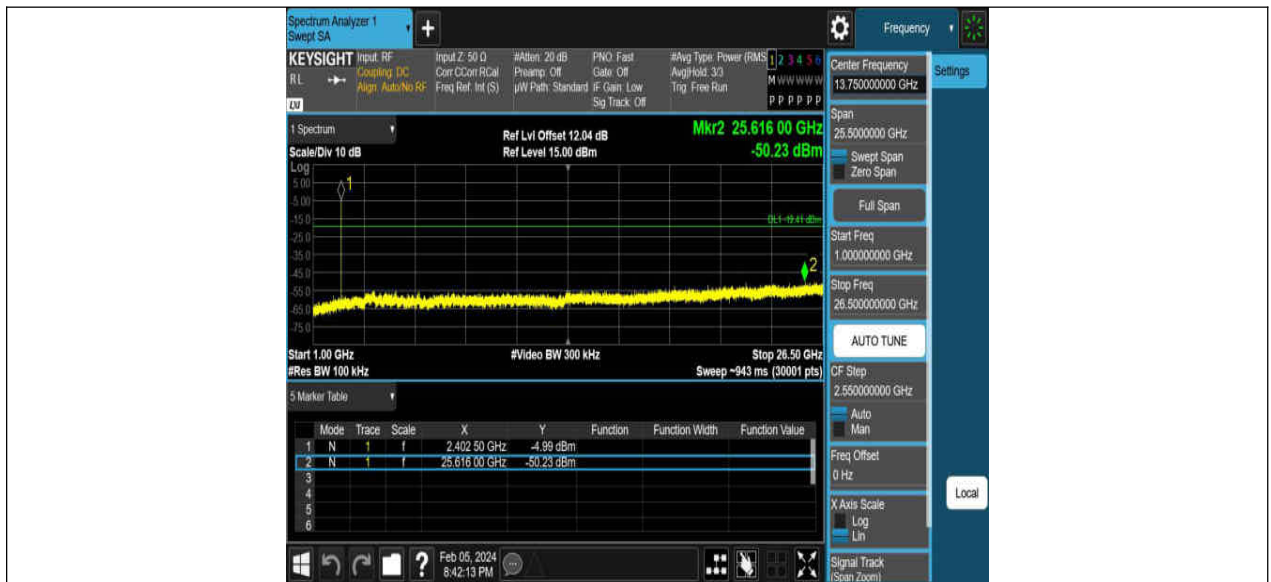 Spectrum Analyzer 1
Swept SA
+
Frequency
KEYSIGHT
RL
LXI
Input: RF
Coupling: DC
Align: Auto/No RF
Input Z: 50 Ω
Corr CCorr RCal
Freq Ref: Int (S)
#Atten: 20 dB
Preamp: Off
µW Path: Standard
PNO: Fast
Gate: Off
IF Gain: Low
Sig Track: Off
#Avg Type: Power (RMS
Avg|Hold: 3/3
Trig: Free Run
1 2 3 4 5 6
M W W W W W
P P P P P P
1 Spectrum
Scale/Div 10 dB
Ref Lvl Offset 12.04 dB
Ref Level 15.00 dBm
Mkr2 25.616 00 GHz
-50.23 dBm
Log
5.00
-5.00
-15.0
-25.0
-35.0
-45.0
-55.0
-65.0
-75.0
1
DL1 -19.41 dBm
2
Start 1.00 GHz
#Video BW 300 kHz
Stop 26.50 GHz
#Res BW 100 kHz
Sweep ~943 ms (30001 pts)
5 Marker Table
Mode Trace Scale X Y Function Function Width Function Value
1 N 1 f 2.402 50 GHz -4.99 dBm
2 N 1 f 25.616 00 GHz -50.23 dBm
3
4
5
6
?
Feb 05, 2024
8:42:13 PM
Center Frequency
13.750000000 GHz
Settings
Span
25.5000000 GHz
Swept Span
Zero Span
Full Span
Start Freq
1.000000000 GHz
Stop Freq
26.500000000 GHz
AUTO TUNE
CF Step
2.550000000 GHz
Auto
Man
Freq Offset
0 Hz
X Axis Scale
Log
Lin
Signal Track
(Span Zoom)
Local